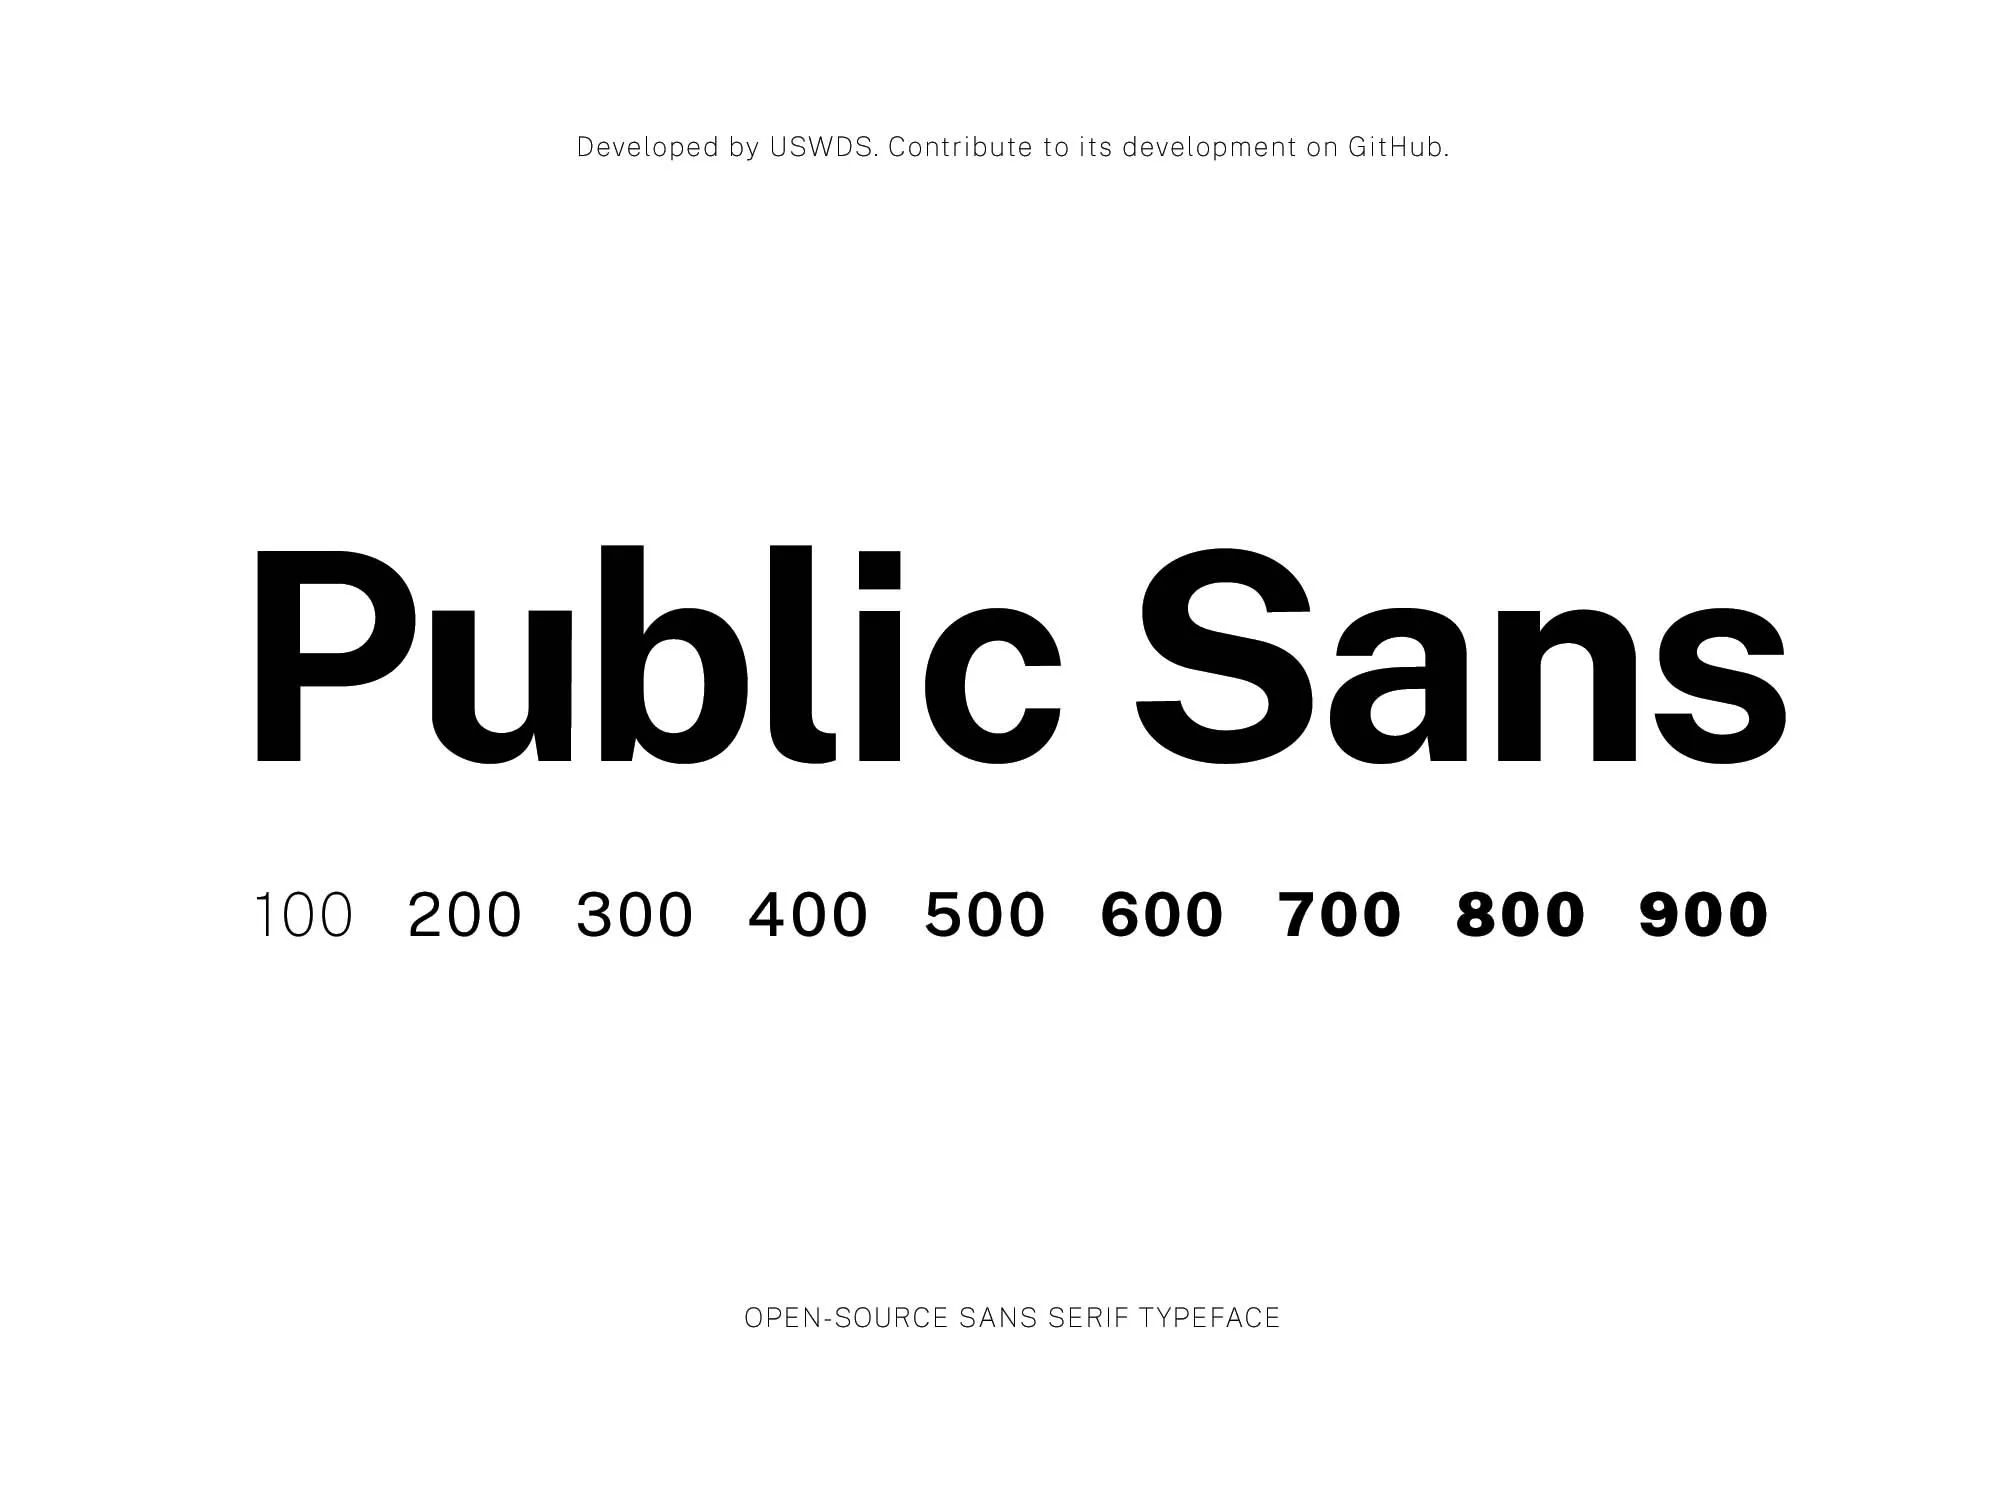 Developed by USWDS. Contribute to its development on GitHub.
Public Sans
100 200 300 400 500 600 700 800 900
OPEN-SOURCE SANS SERIF TYPEFACE